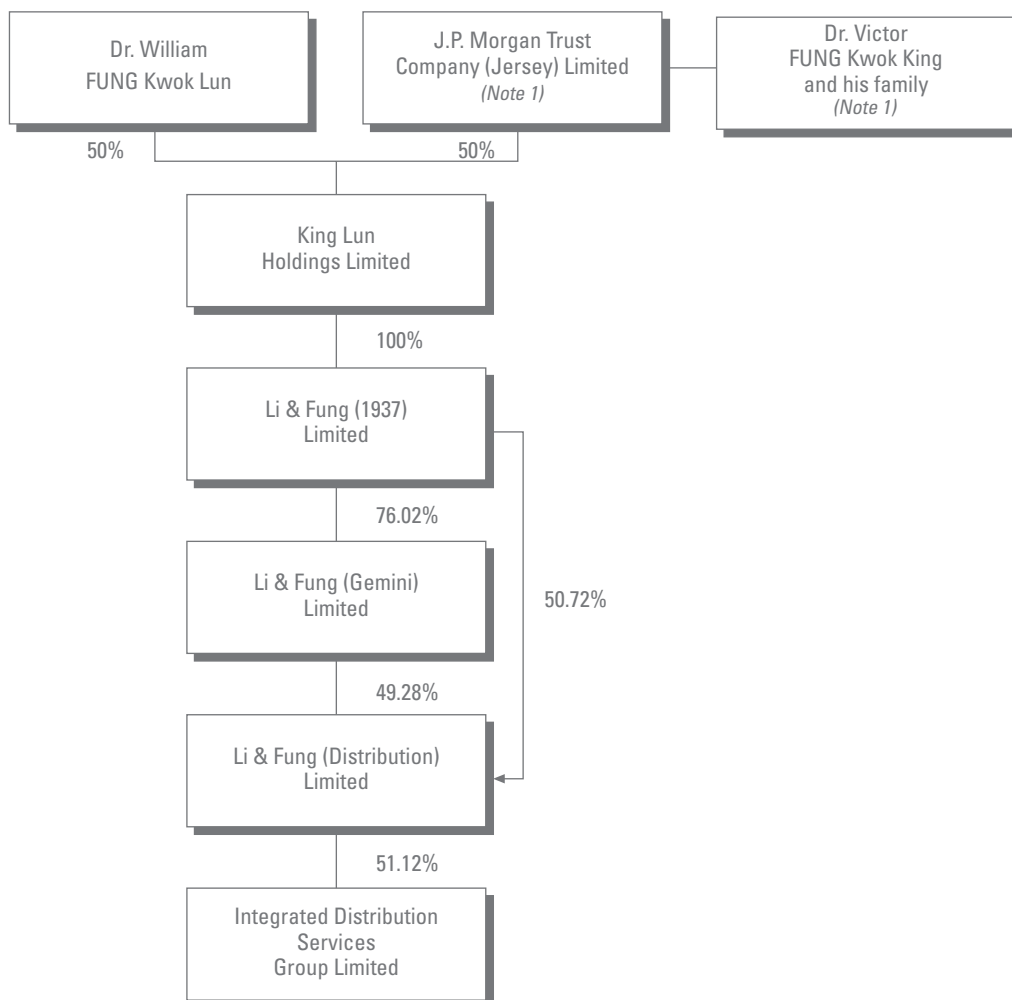 Dr. William
FUNG Kwok Lun
J.P. Morgan Trust
Company (Jersey) Limited
(Note 1)
Dr. Victor
FUNG Kwok King
and his family
(Note 1)
50%
50%
King Lun
Holdings Limited
100%
Li & Fung (1937)
Limited
76.02%
Li & Fung (Gemini)
Limited
50.72%
49.28%
Li & Fung (Distribution)
Limited
51.12%
Integrated Distribution
Services
Group Limited